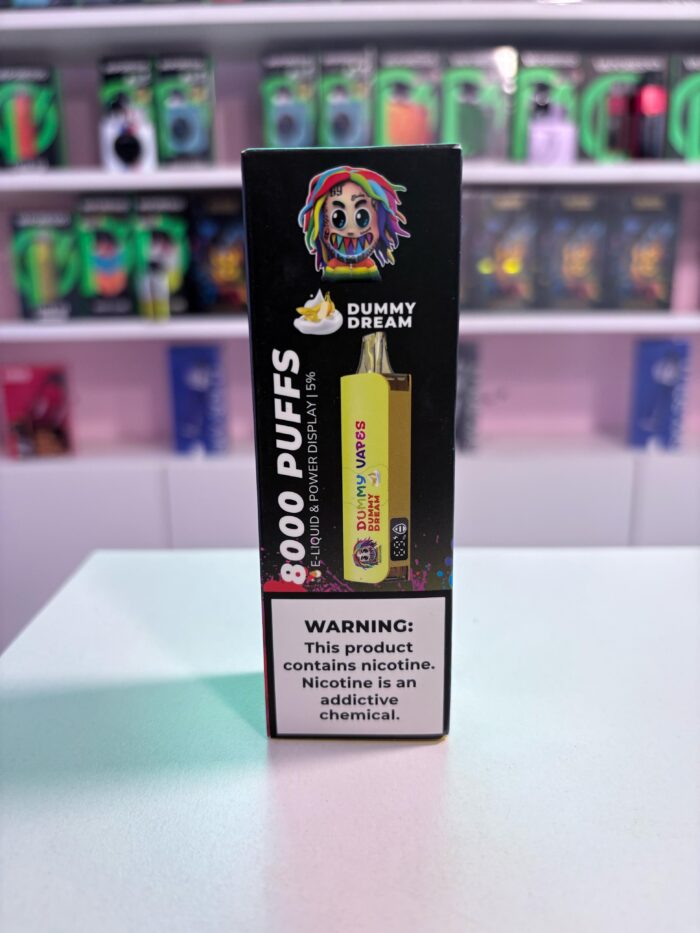 DUMMY
DREAM
8000 PUFFS
E-LIQUID & POWER DISPLAY | 5%
DUMMY VAPES
DUMMY
DREAM
WARNING:
This product
contains nicotine.
Nicotine is an
addictive
chemical.